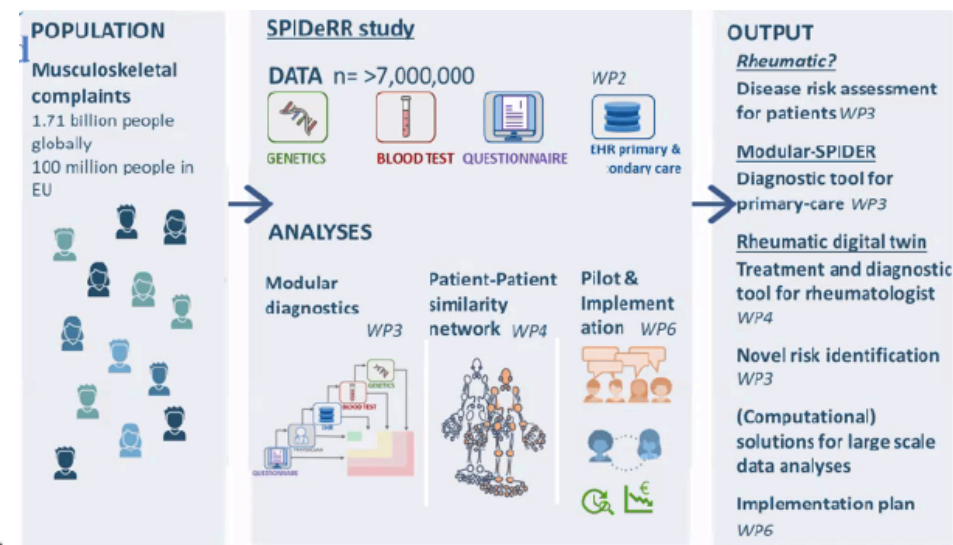 POPULATION
Musculoskeletal
complaints
1.71 billion people
globally
100 million people in
EU
SPIDeRR study
DATA n= >7,000,000
WP2
GENETICS
BLOOD TEST
QUESTIONNAIRE
EHR primary &
ondary care
ANALYSES
Modular
diagnostics
WP3
GENETICS
BLOOD TEST
EHR
PHYSICIAN
QUESTIONNAIRE
Patient-Patient
similarity
network WP4
Pilot &
Implement
ation WP6
€
OUTPUT
Rheumatic?
Disease risk assessment
for patients WP3
Modular-SPIDER
Diagnostic tool for
primary-care WP3
Rheumatic digital twin
Treatment and diagnostic
tool for rheumatologist
WP4
Novel risk identification
WP3
(Computational)
solutions for large scale
data analyses
Implementation plan
WP6